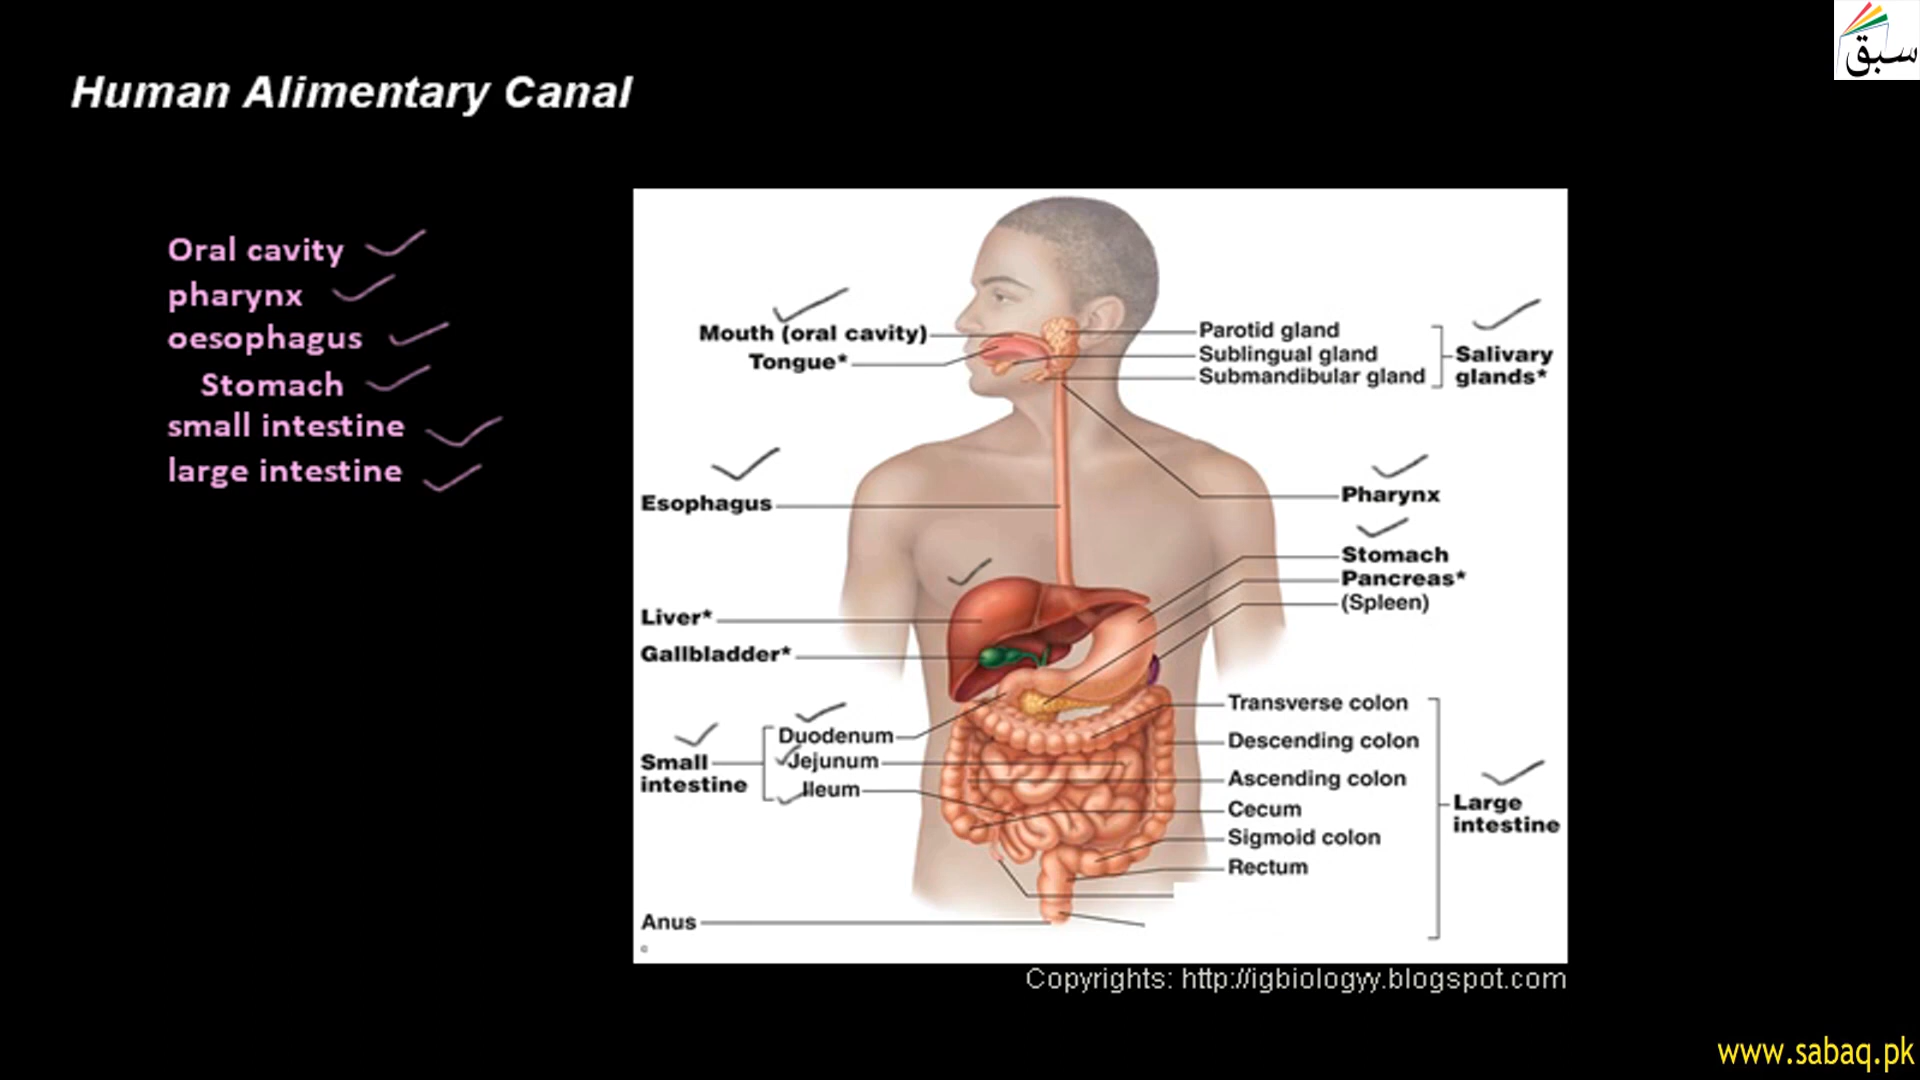 سبق
Human Alimentary Canal
Oral cavity
pharynx
oesophagus
Stomach
small intestine
large intestine
Mouth (oral cavity)
Tongue*
Esophagus
Liver*
Gallbladder*
Small
intestine
Duodenum
Jejunum
Ileum
Anus
©
Parotid gland
Sublingual gland
Submandibular gland
Salivary
glands*
Pharynx
Stomach
Pancreas*
(Spleen)
Transverse colon
Descending colon
Ascending colon
Cecum
Sigmoid colon
Rectum
Large
intestine
Copyrights: http://igbiologyy.blogspot.com
www.sabaq.pk